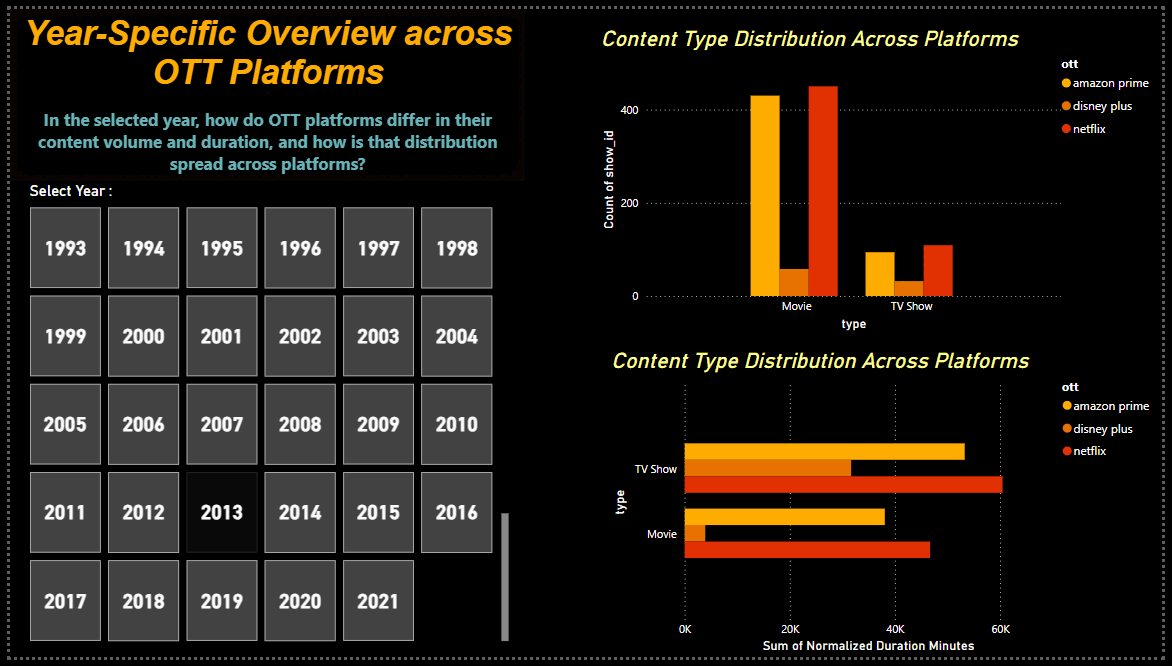 Year-Specific Overview across
OTT Platforms
In the selected year, how do OTT platforms differ in their
content volume and duration, and how is that distribution
spread across platforms?
Select Year :
1993 1994 1995 1996 1997 1998
1999 2000 2001 2002 2003 2004
2005 2006 2007 2008 2009 2010
2011 2012 2013 2014 2015 2016
2017 2018 2019 2020 2021
Content Type Distribution Across Platforms
ott
amazon prime
disney plus
netflix
Count of show_id
400
200
0
Movie TV Show
type
Content Type Distribution Across Platforms
ott
amazon prime
disney plus
netflix
type
TV Show
Movie
0K 20K 40K 60K
Sum of Normalized Duration Minutes